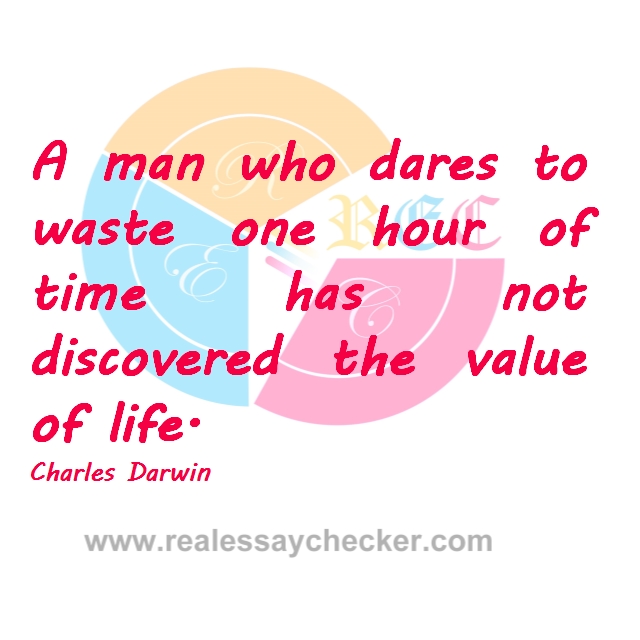 A man who dares to
waste one hour of
time has not
discovered the value
of life.
Charles Darwin
R
REC
E
C
www.realessaychecker.com